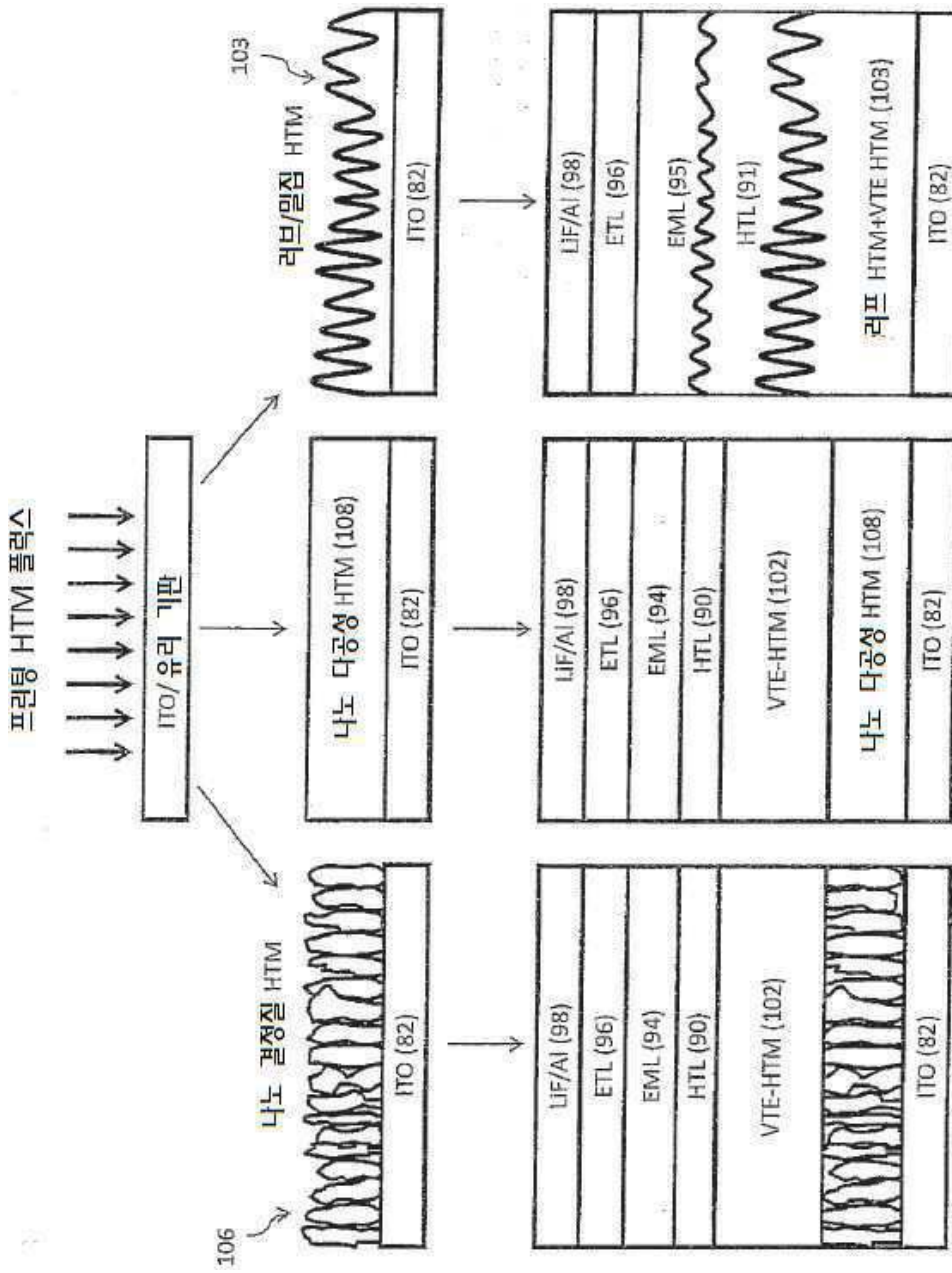 프린팅 HTM 플럭스
ITO/유리 기판
나노 결정질 HTM
106
ITO (82)
나노 다공성 HTM (108)
ITO (82)
러브/밀집 HTM
103
ITO (82)
LiF/Al (98)
ETL (96)
EML (94)
HTL (90)
VTE-HTM (102)
ITO (82)
LiF/Al (98)
ETL (96)
EML (94)
HTL (90)
VTE-HTM (102)
나노 다공성 HTM (108)
ITO (82)
LiF/Al (98)
ETL (96)
EML (95)
HTL (91)
러프 HTM+VTE HTM (103)
ITO (82)